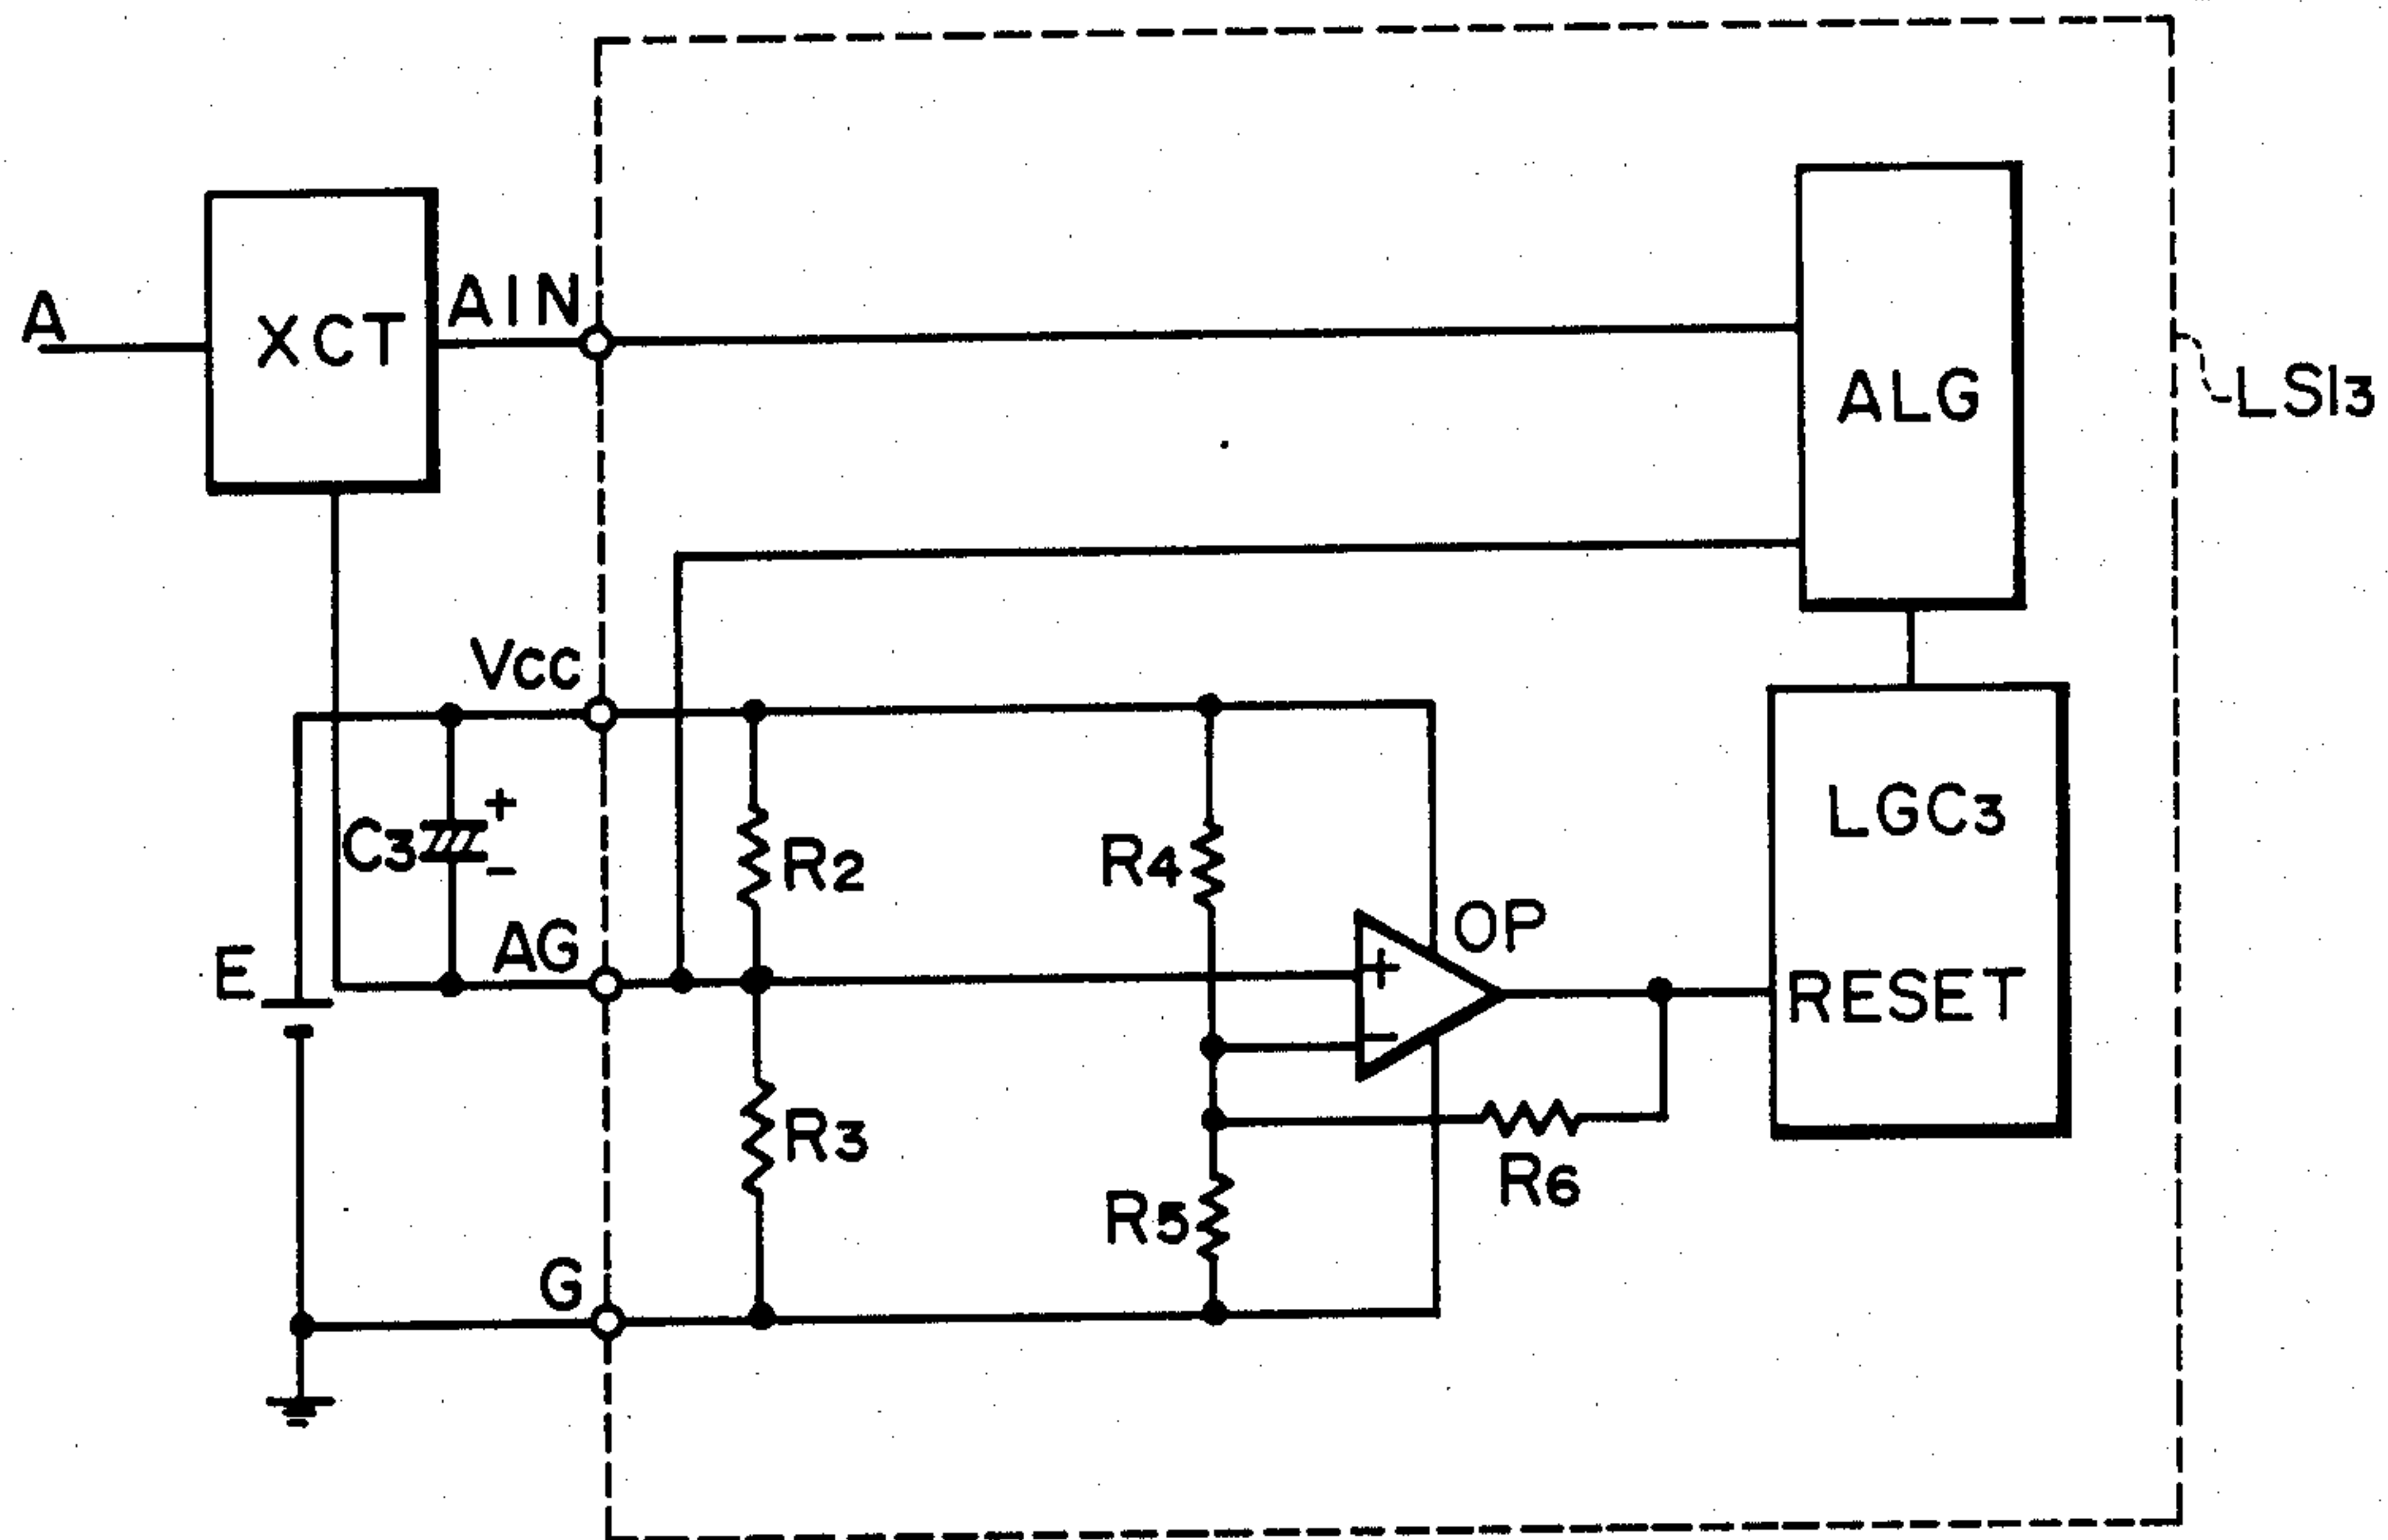 A
XCT
AIN
ALG
LSI3
Vcc
C3
+
-
R2
R4
LGC3
RESET
E
AG
OP
+
-
R3
R5
R6
G